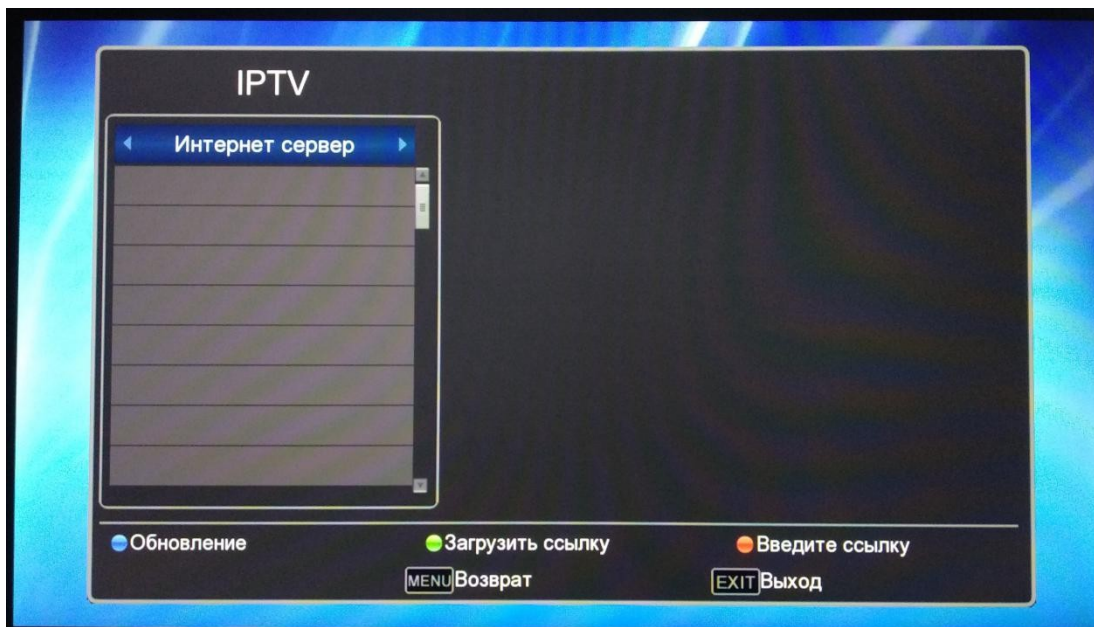 IPTV
Интернет сервер
Обновление
Загрузить ссылку
Введите ссылку
MENU Возврат
EXIT Выход